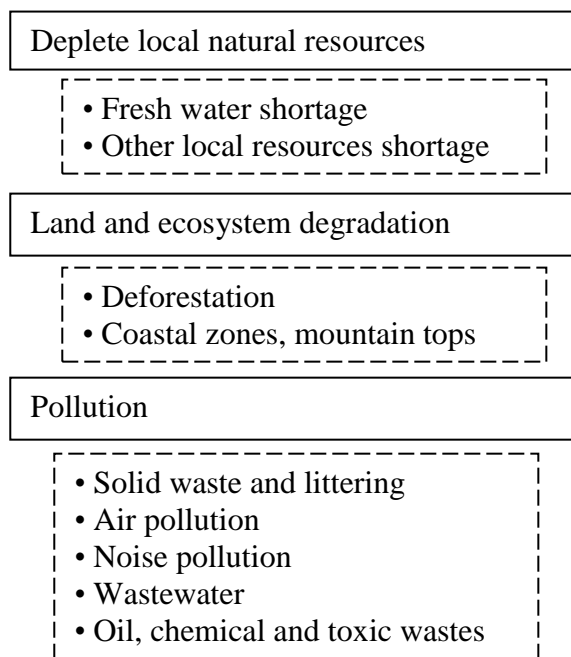 Deplete local natural resources
• Fresh water shortage
• Other local resources shortage
Land and ecosystem degradation
• Deforestation
• Coastal zones, mountain tops
Pollution
• Solid waste and littering
• Air pollution
• Noise pollution
• Wastewater
• Oil, chemical and toxic wastes